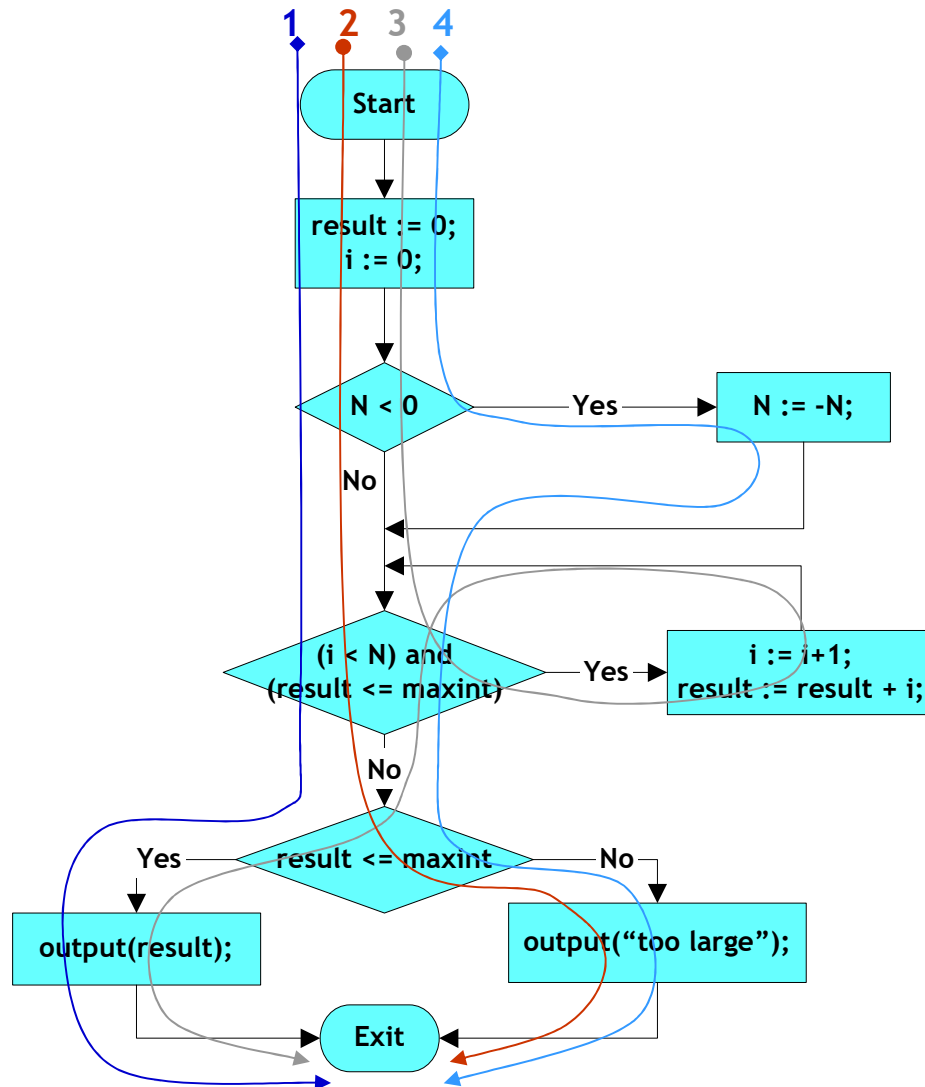 1 2 3 4
Start
result := 0;
i := 0;
N < 0
Yes
N := -N;
No
(i < N) and
(result <= maxint)
Yes
i := i+1;
result := result + i;
No
Yes
result <= maxint
No
output(result);
output(“too large”);
Exit